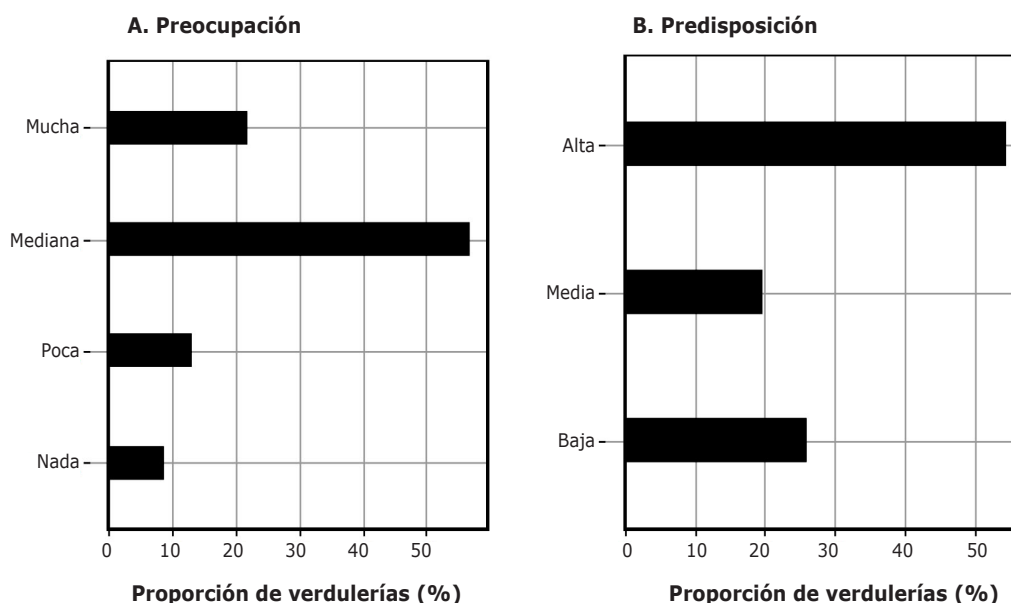 A. Preocupación
Mucha
Mediana
Poca
Nada
0 10 20 30 40 50
Proporción de verdulerías (%)
B. Predisposición
Alta
Media
Baja
0 10 20 30 40 50
Proporción de verdulerías (%)